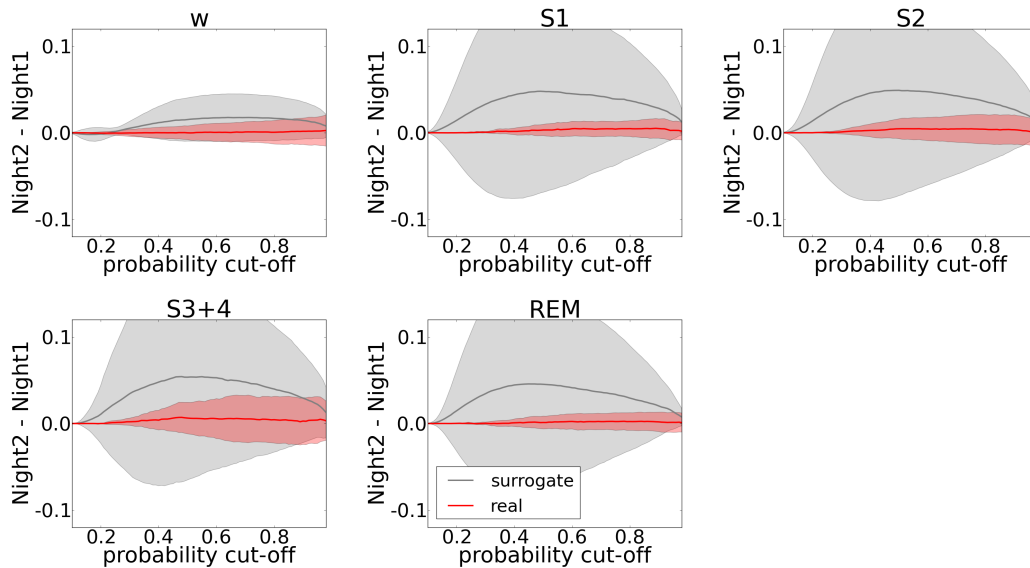 w
S1
S2
0.1
0.0
-0.1
Night2 - Night1
0.2 0.4 0.6 0.8
probability cut-off
0.1
0.0
-0.1
Night2 - Night1
0.2 0.4 0.6 0.8
probability cut-off
0.1
0.0
-0.1
Night2 - Night1
0.2 0.4 0.6 0.8
probability cut-off
S3+4
REM
0.1
0.0
-0.1
Night2 - Night1
0.2 0.4 0.6 0.8
probability cut-off
0.1
0.0
-0.1
Night2 - Night1
surrogate
real
0.2 0.4 0.6 0.8
probability cut-off